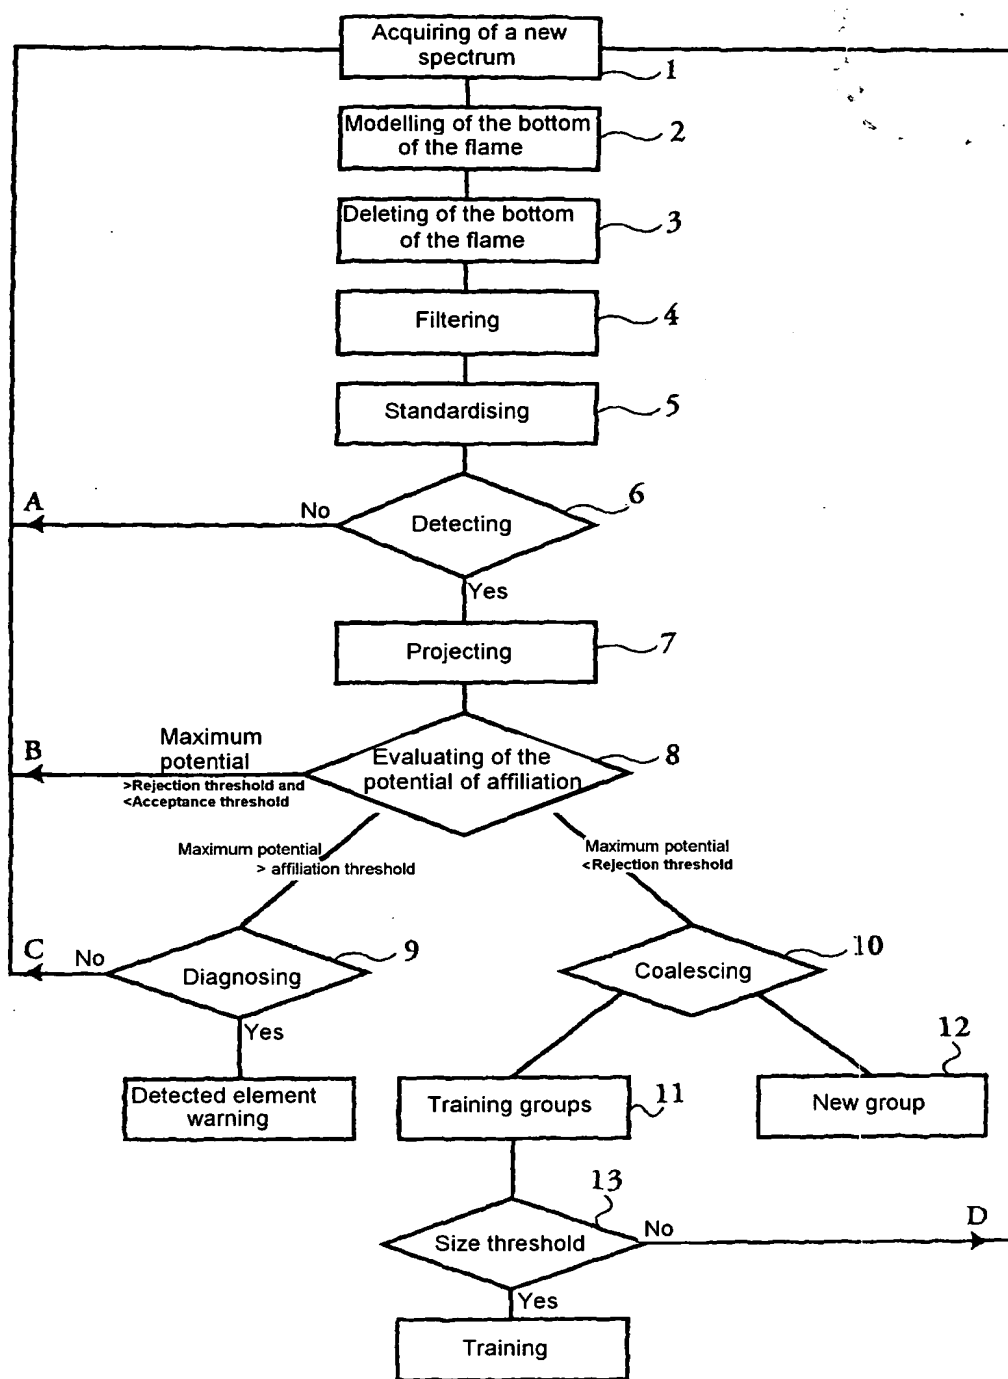 Acquiring of a new
spectrum
1
Modelling of the bottom
of the flame
2
Deleting of the bottom
of the flame
3
Filtering
4
Standardising
5
A
No
Detecting
6
Yes
Projecting
7
B
Maximum
potential
>Rejection threshold and
<Acceptance threshold
Evaluating of the
potential of affiliation
8
Maximum potential
> affiliation threshold
Maximum potential
<Rejection threshold
C
No
Diagnosing
9
Yes
Coalescing
10
Detected element
warning
Training groups
11
New group
12
Size threshold
13
No
D
Yes
Training